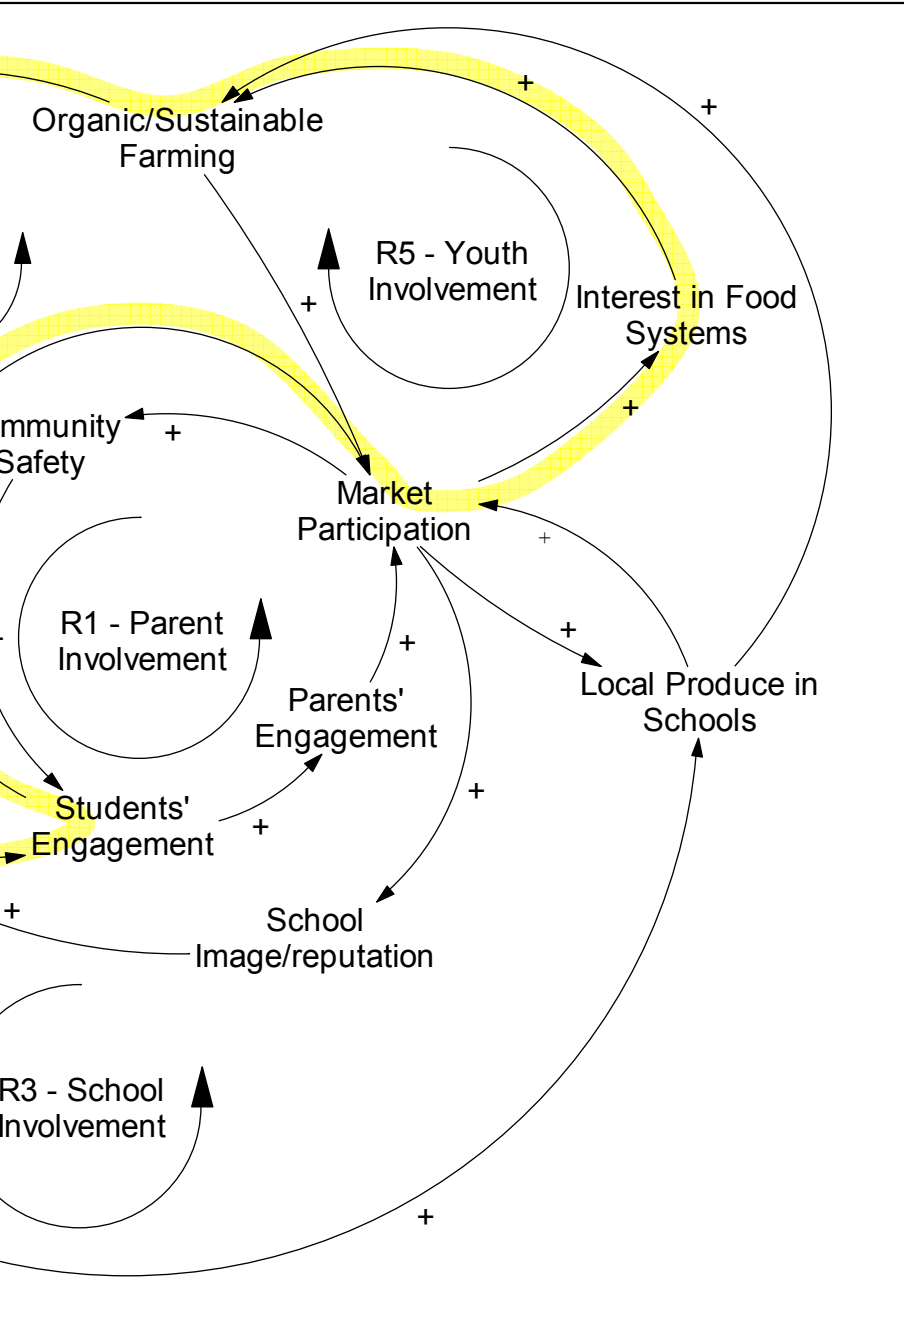 +
+
Organic/Sustainable
Farming
R5 - Youth
Involvement
+
Interest in Food
Systems
+
mmunity
Safety
+
Market
Participation
+
R1 - Parent
Involvement
+
+
Parents'
Engagement
Local Produce in
Schools
+
Students'
Engagement
+
+
School
Image/reputation
R3 - School
Involvement
+